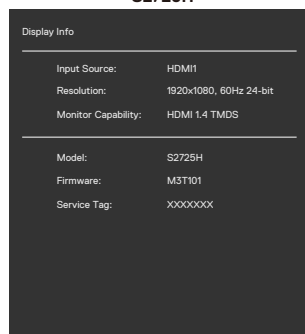 Display Info
Input Source: HDMI1
Resolution: 1920x1080, 60Hz 24-bit
Monitor Capability: HDMI 1.4 TMDS
Model: S2725H
Firmware: M3T101
Service Tag: XXXXXXX